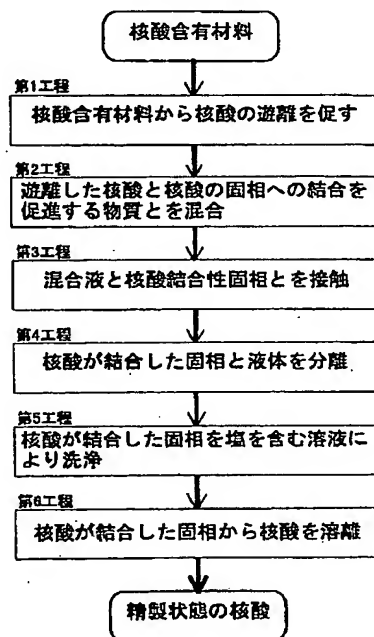 核酸含有材料
第1工程
核酸含有材料から核酸の遊離を促す
第2工程
遊離した核酸と核酸の固相への結合を
促進する物質とを混合
第3工程
混合液と核酸結合性固相とを接触
第4工程
核酸が結合した固相と液体を分離
第5工程
核酸が結合した固相を塩を含む溶液に
より洗浄
第6工程
核酸が結合した固相から核酸を溶離
精製状態の核酸